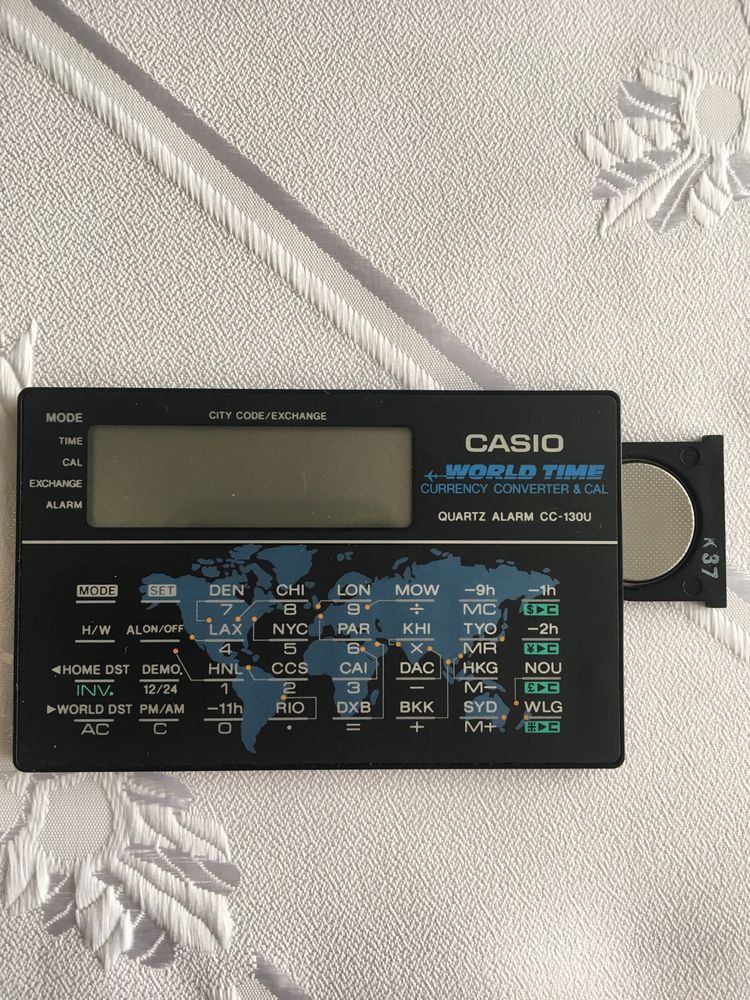 MODE
CITY CODE/EXCHANGE
TIME
CAL
EXCHANGE
ALARM
CASIO
WORLD TIME
CURRENCY CONVERTER & CAL
QUARTZ ALARM CC-130U
K37
MODE SET DEN CHI LON MOW -9h -1h
7 8 9 ÷ MC $▶⊏
H/W AL ON/OFF LAX NYC PAR KHI TYO -2h
4 5 6 × MR ¥▶⊏
◀HOME DST DEMO. HNL CCS CAI DAC HKG NOU
INV. 12/24 1 2 3 − M− £▶⊏
▶WORLD DST PM/AM -11h RIO DXB BKK SYD WLG
AC C 0 · = + M+ ⌘▶⊏